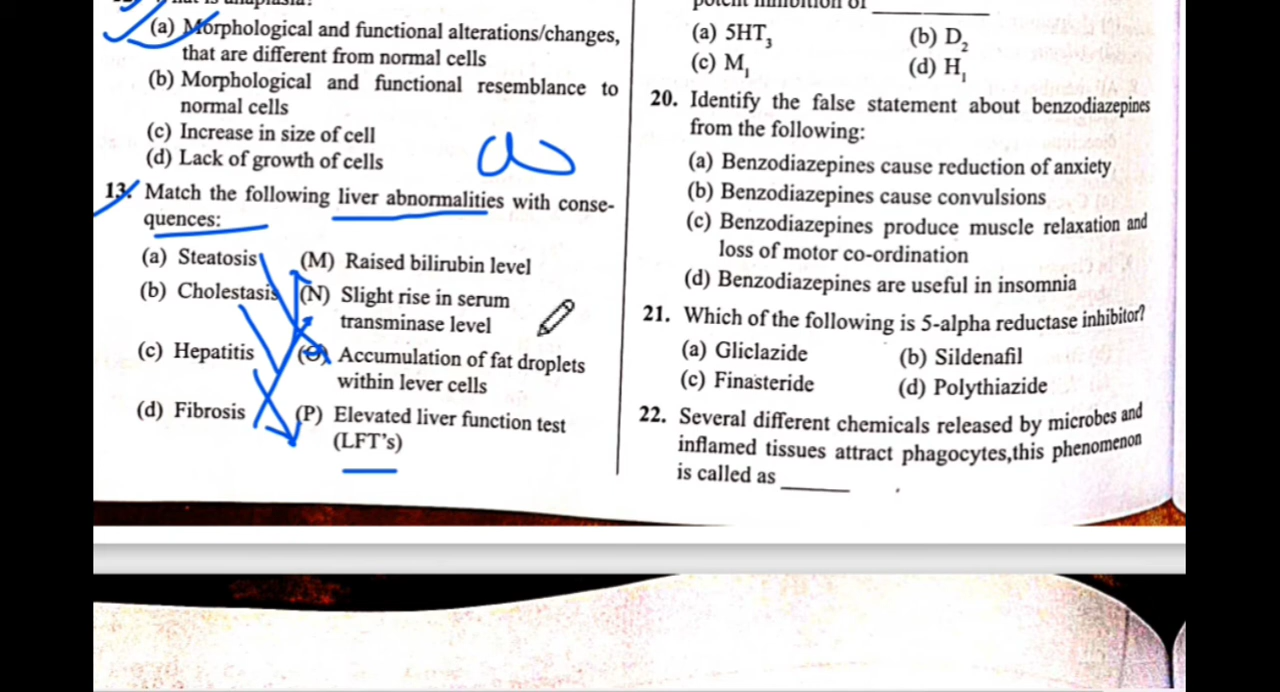 (a) Morphological and functional alterations/changes,
that are different from normal cells
(b) Morphological and functional resemblance to
normal cells
(c) Increase in size of cell
(d) Lack of growth of cells
13. Match the following liver abnormalities with conse-
quences:
(a) Steatosis (M) Raised bilirubin level
(b) Cholestasis (N) Slight rise in serum
transminase level
(c) Hepatitis (O) Accumulation of fat droplets
within lever cells
(d) Fibrosis (P) Elevated liver function test
(LFT's)
potent inhibition of ______
(a) 5HT₃ (b) D₂
(c) M₁ (d) H₁
20. Identify the false statement about benzodiazepines
from the following:
(a) Benzodiazepines cause reduction of anxiety
(b) Benzodiazepines cause convulsions
(c) Benzodiazepines produce muscle relaxation and
loss of motor co-ordination
(d) Benzodiazepines are useful in insomnia
21. Which of the following is 5-alpha reductase inhibitor?
(a) Gliclazide (b) Sildenafil
(c) Finasteride (d) Polythiazide
22. Several different chemicals released by microbes and
inflamed tissues attract phagocytes,this phenomenon
is called as ______